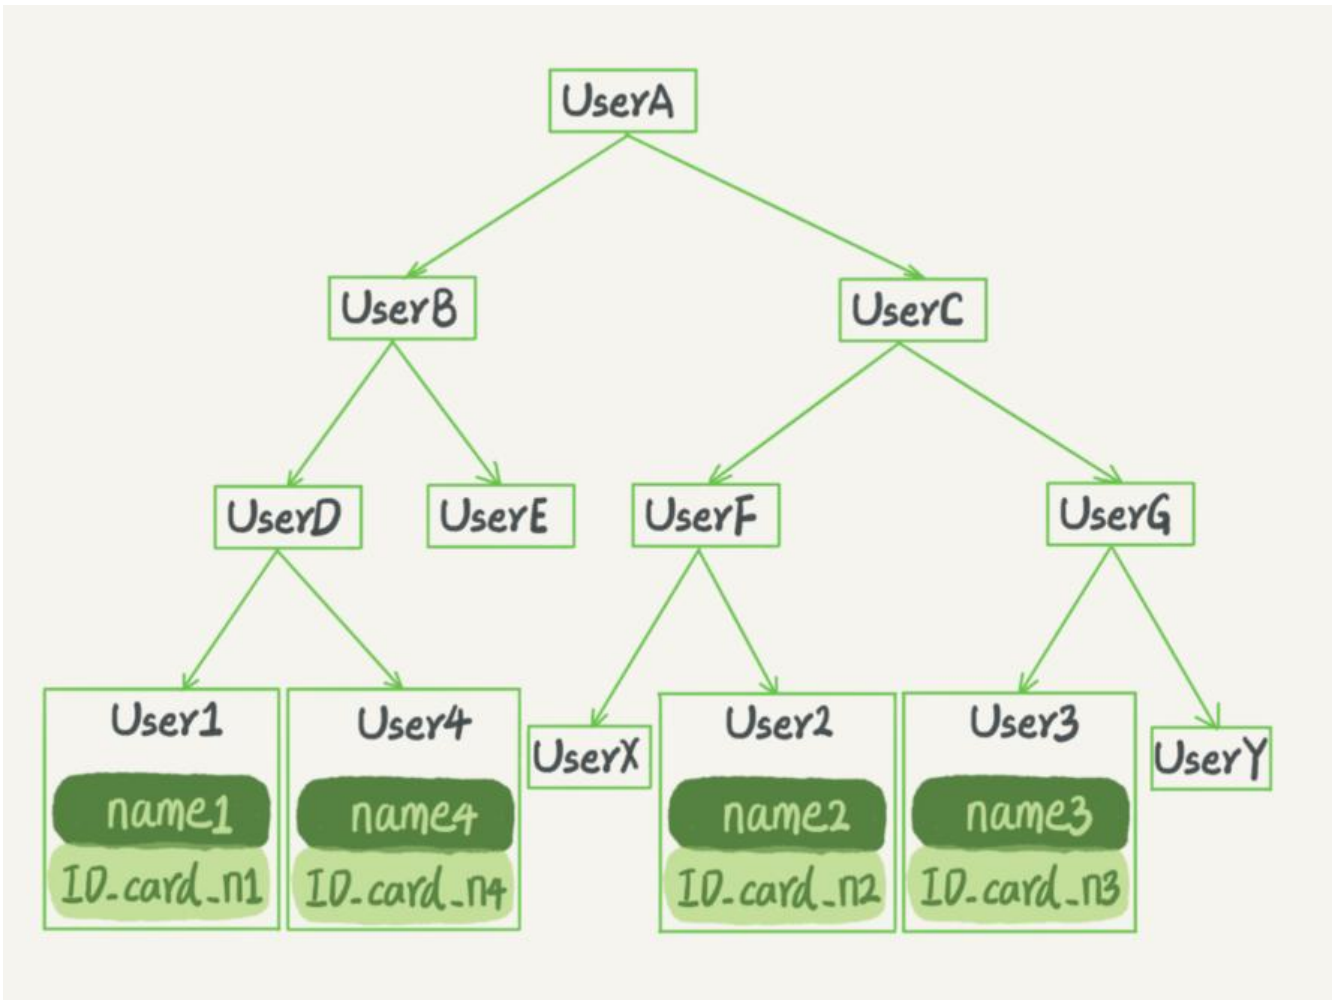 UserA
UserB
UserC
UserD
UserE
UserF
UserG
User1
name1
ID_card_n1
User4
name4
ID_card_n4
UserX
User2
name2
ID_card_n2
User3
name3
ID_card_n3
UserY